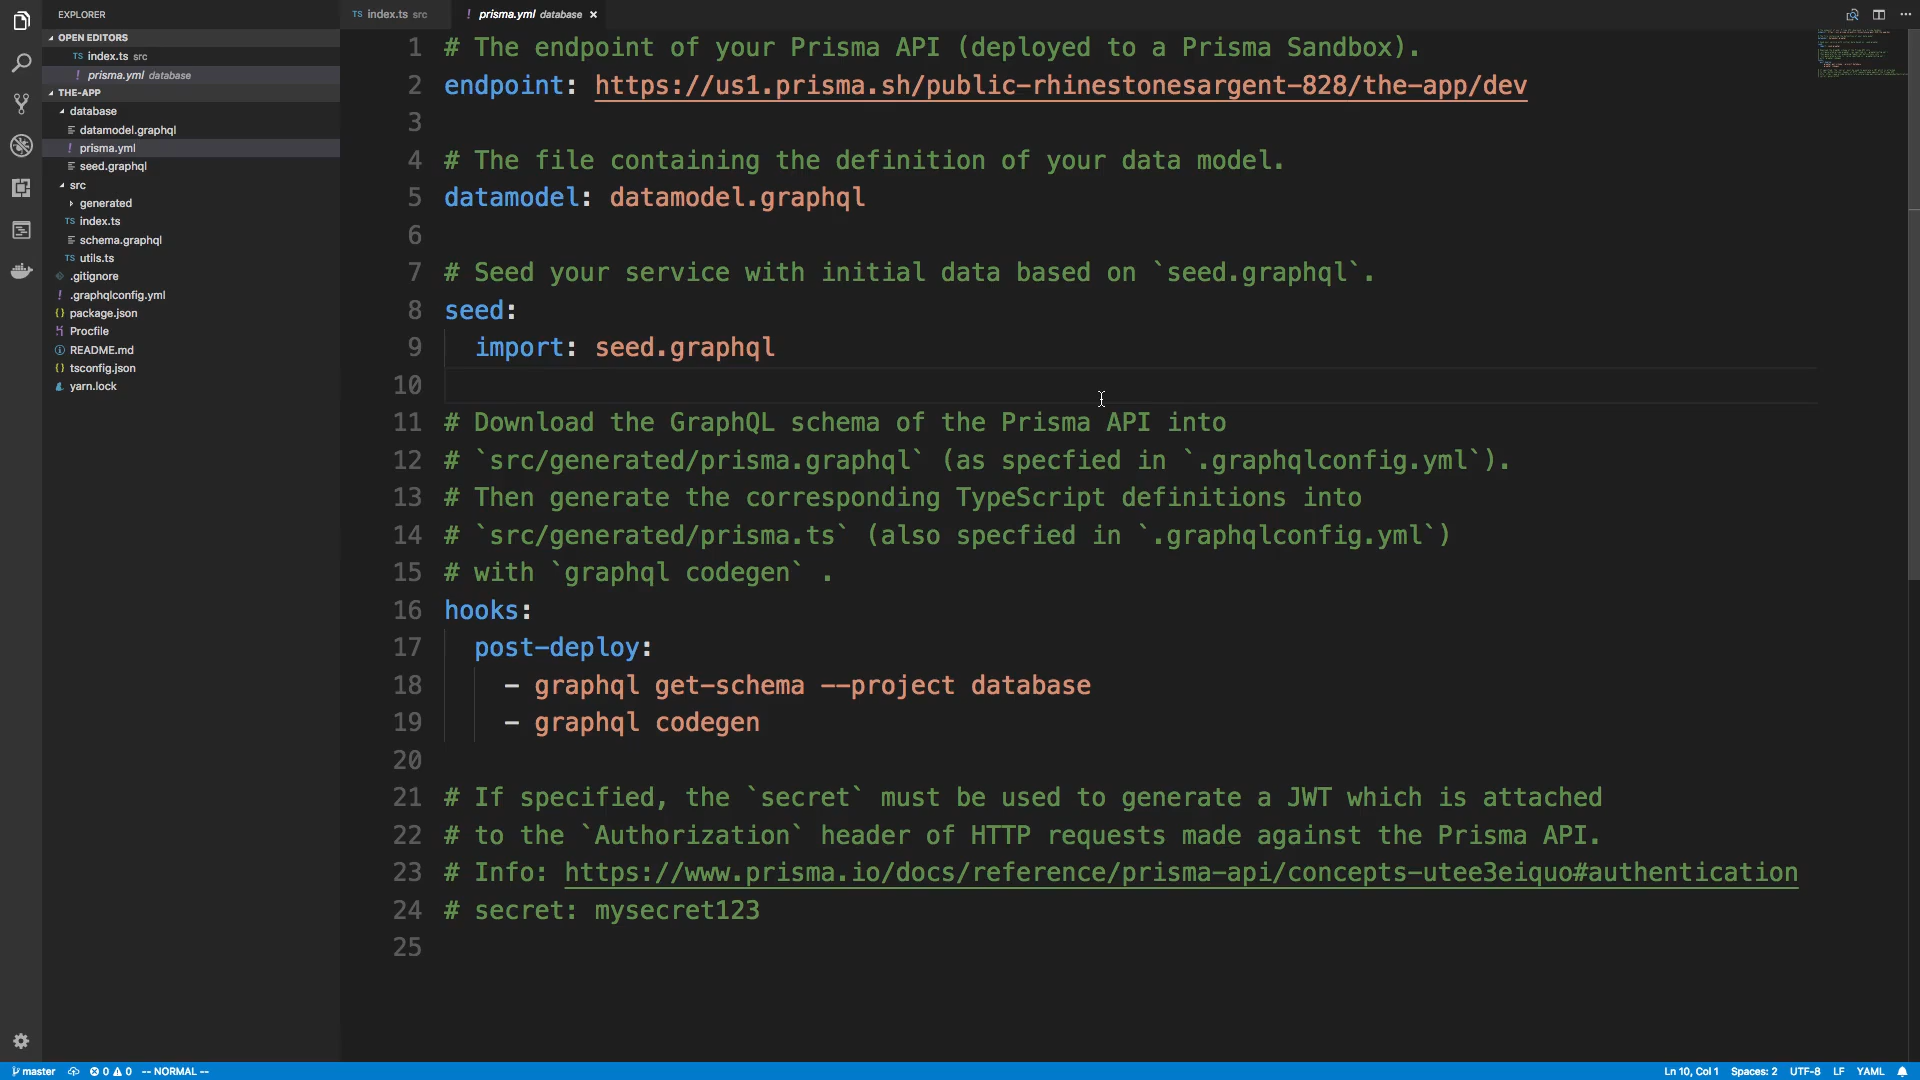 EXPLORER
OPEN EDITORS
TS index.ts src
! prisma.yml database
THE-APP
database
datamodel.graphql
! prisma.yml
seed.graphql
src
generated
TS index.ts
schema.graphql
TS utils.ts
.gitignore
! .graphqlconfig.yml
{} package.json
Procfile
README.md
{} tsconfig.json
yarn.lock
TS index.ts src
! prisma.yml database ×
1 # The endpoint of your Prisma API (deployed to a Prisma Sandbox).
2 endpoint: https://us1.prisma.sh/public-rhinestonesargent-828/the-app/dev
3
4 # The file containing the definition of your data model.
5 datamodel: datamodel.graphql
6
7 # Seed your service with initial data based on `seed.graphql`.
8 seed:
9   import: seed.graphql
10
11 # Download the GraphQL schema of the Prisma API into
12 # `src/generated/prisma.graphql` (as specfied in `.graphqlconfig.yml`).
13 # Then generate the corresponding TypeScript definitions into
14 # `src/generated/prisma.ts` (also specfied in `.graphqlconfig.yml`)
15 # with `graphql codegen` .
16 hooks:
17   post-deploy:
18     - graphql get-schema --project database
19     - graphql codegen
20
21 # If specified, the `secret` must be used to generate a JWT which is attached
22 # to the `Authorization` header of HTTP requests made against the Prisma API.
23 # Info: https://www.prisma.io/docs/reference/prisma-api/concepts-utee3eiquo#authentication
24 # secret: mysecret123
25
master 0 0 -- NORMAL -- Ln 10, Col 1 Spaces: 2 UTF-8 LF YAML